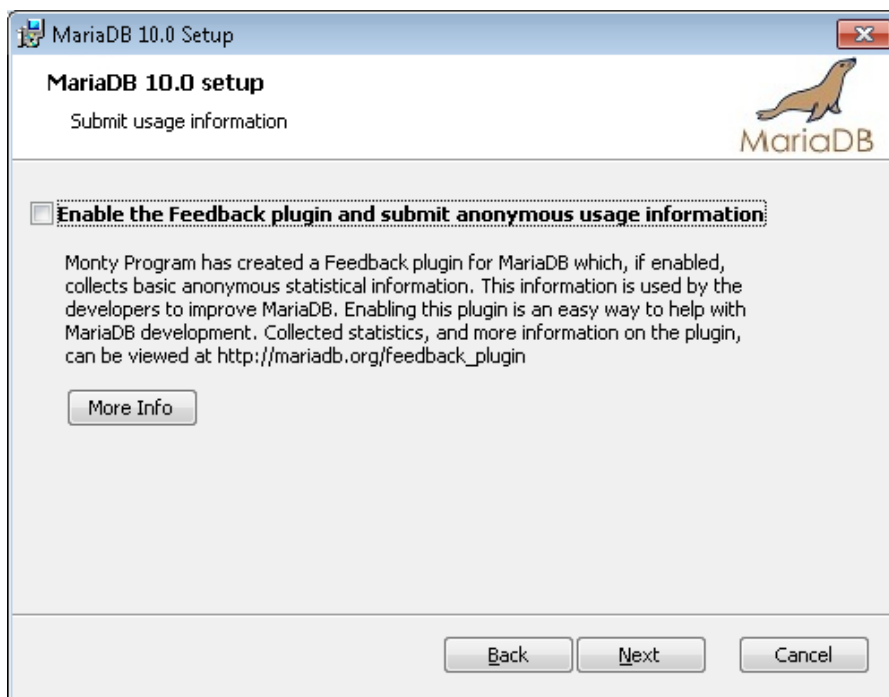 MariaDB 10.0 Setup
MariaDB 10.0 setup
Submit usage information
MariaDB
Enable the Feedback plugin and submit anonymous usage information
Monty Program has created a Feedback plugin for MariaDB which, if enabled,
collects basic anonymous statistical information. This information is used by the
developers to improve MariaDB. Enabling this plugin is an easy way to help with
MariaDB development. Collected statistics, and more information on the plugin,
can be viewed at http://mariadb.org/feedback_plugin
More Info
Back Next Cancel